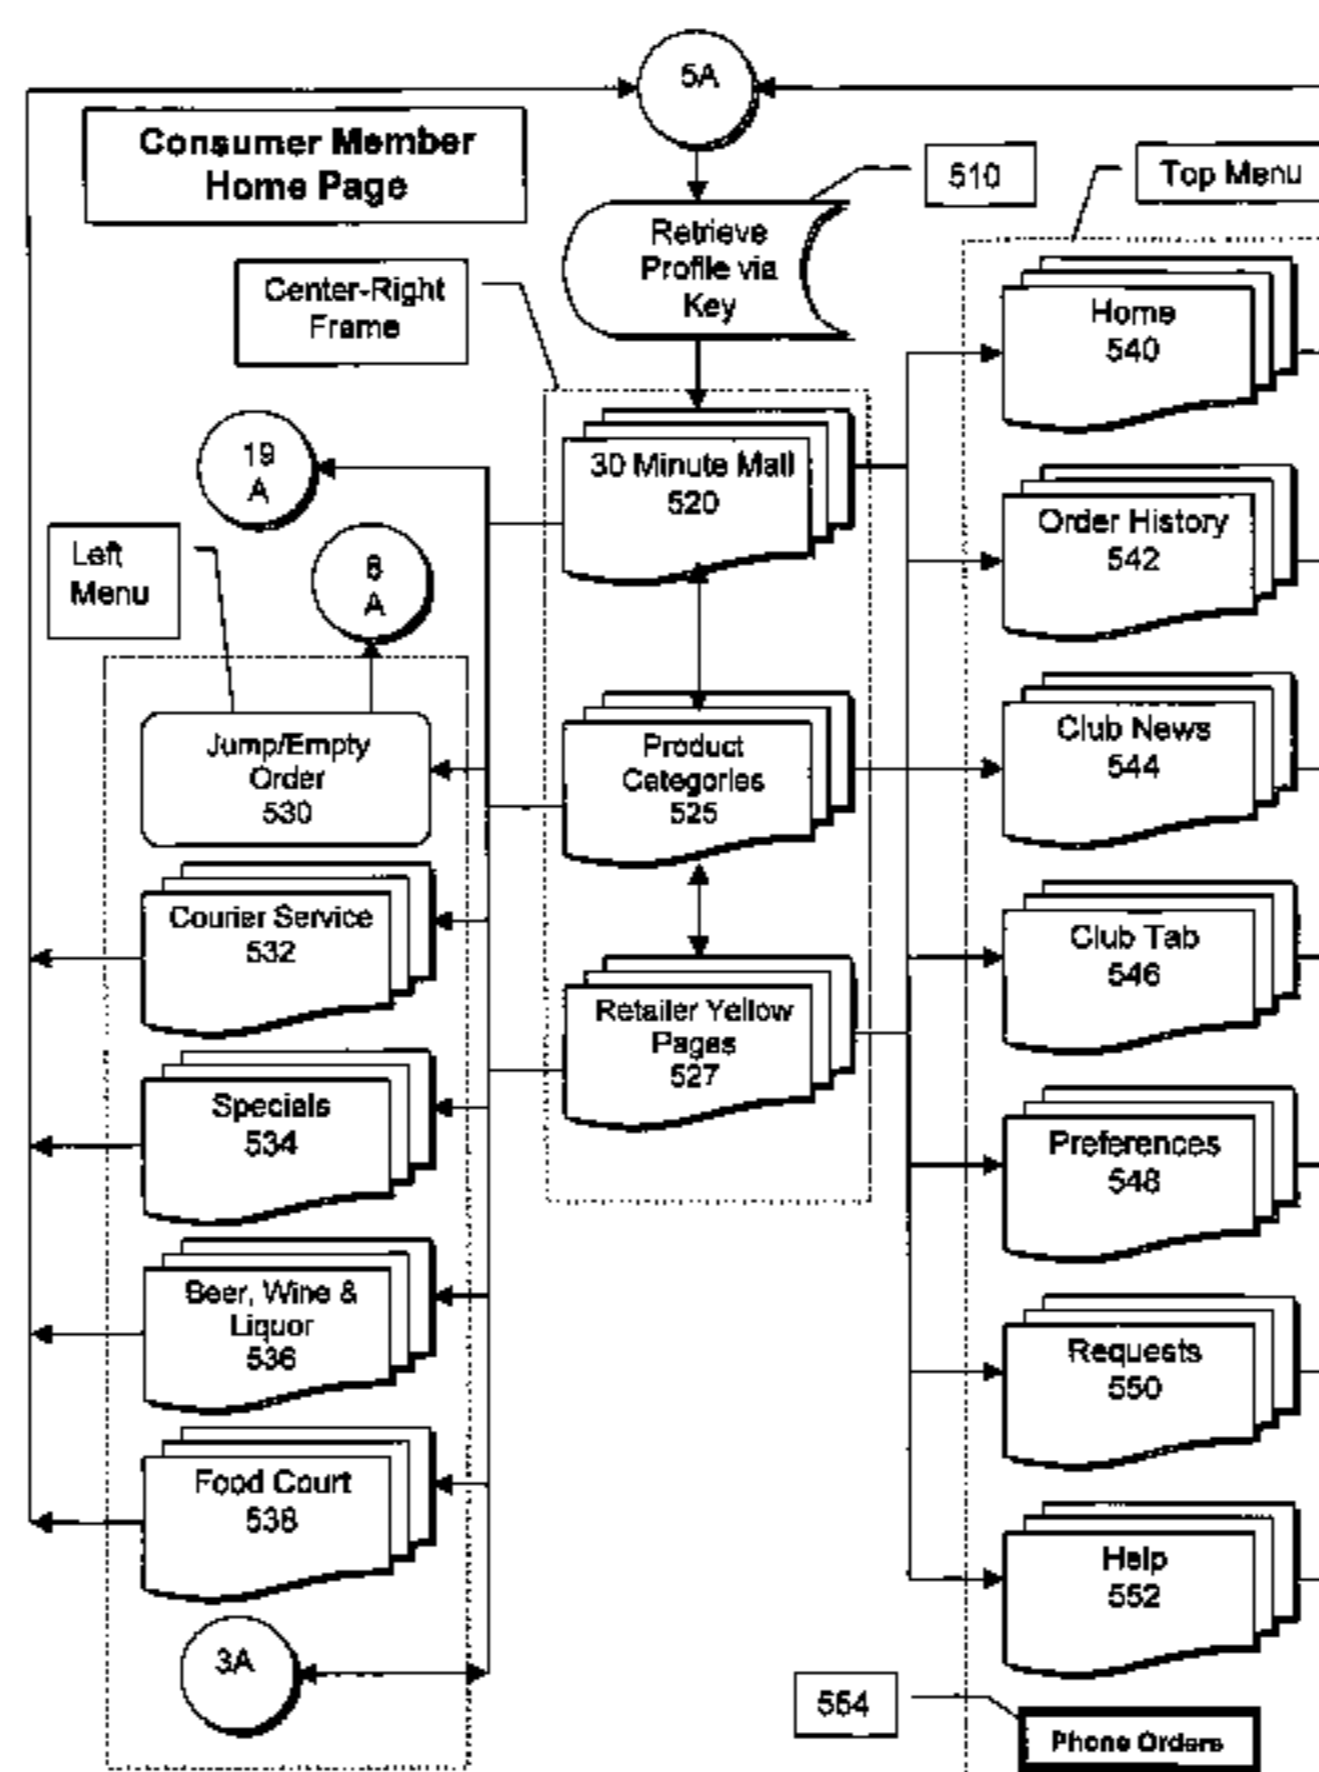 5A
Consumer Member
Home Page
510
Top Menu
Retrieve
Profile via
Key
Center-Right
Frame
Home
540
19
A
30 Minute Mall
520
Order History
542
Left
Menu
8
A
Club News
544
Jump/Empty
Order
530
Product
Categories
525
Courier Service
532
Club Tab
546
Retailer Yellow
Pages
527
Specials
534
Preferences
548
Beer, Wine &
Liquor
536
Requests
550
Food Court
538
Help
552
3A
554
Phone Orders